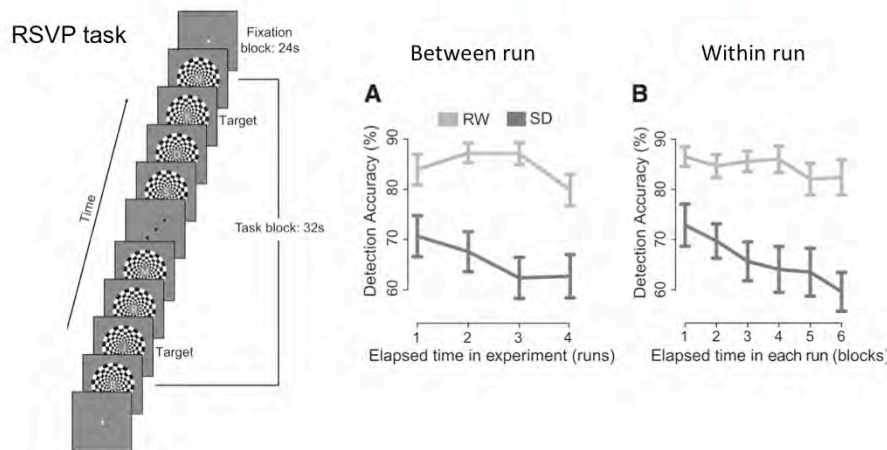 RSVP task
Fixation
block: 24s
Target
Time
Task block: 32s
Target
Between run
A
RW
SD
Detection Accuracy (%)
90
80
70
60
1 2 3 4
Elapsed time in experiment (runs)
Within run
B
Detection Accuracy (%)
90
80
70
60
1 2 3 4 5 6
Elapsed time in each run (blocks)